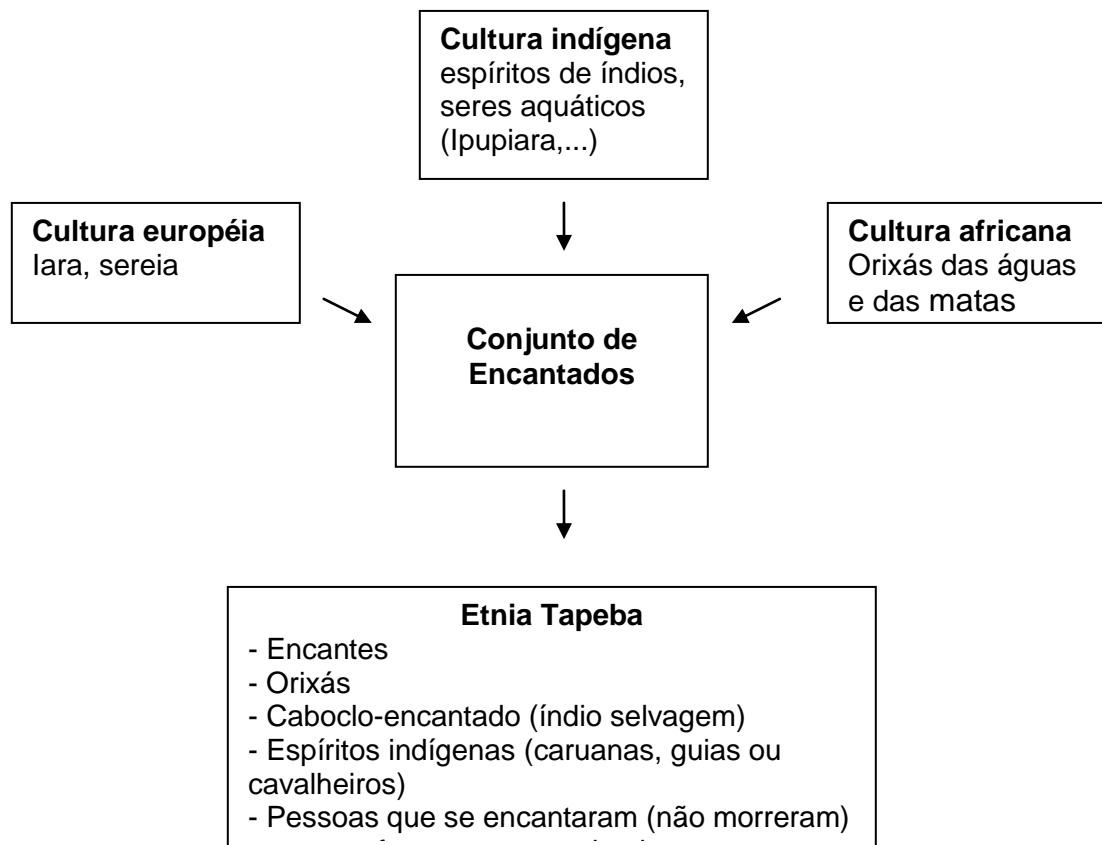 Cultura indígena
espíritos de índios,
seres aquáticos
(Ipupiara,...)
Cultura européia
Iara, sereia
Cultura africana
Orixás das águas
e das matas
Conjunto de
Encantados
Etnia Tapeba
- Encantes
- Orixás
- Caboclo-encantado (índio selvagem)
- Espíritos indígenas (caruanas, guias ou
cavalheiros)
- Pessoas que se encantaram (não morreram)